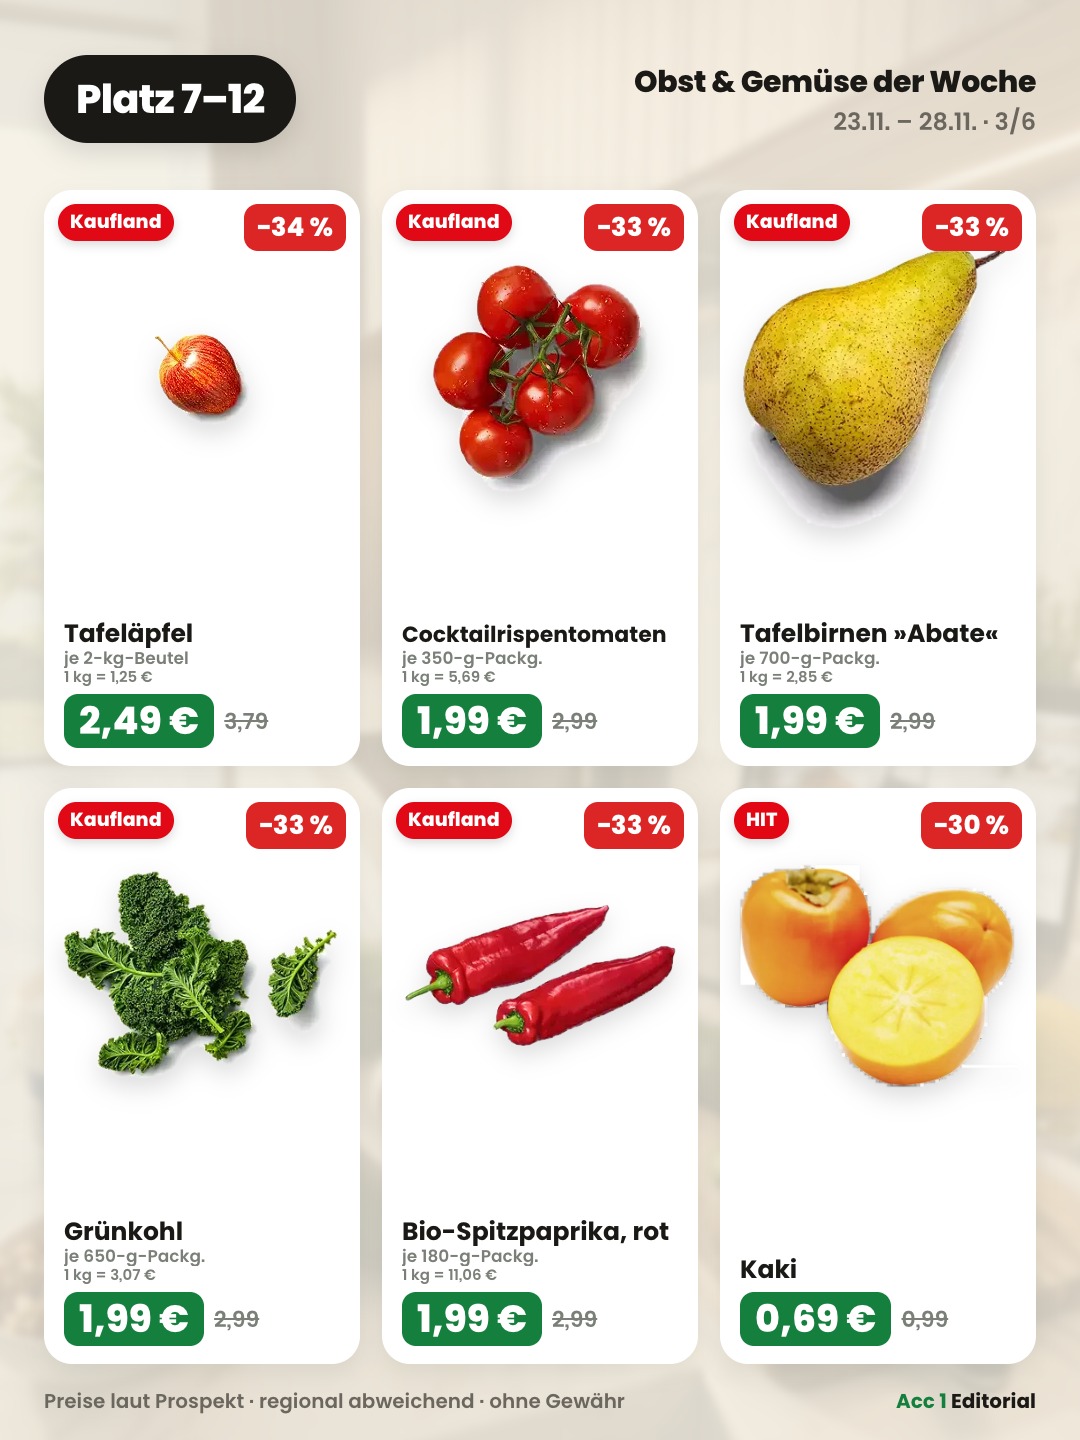 Platz 7–12
Obst & Gemüse der Woche
23.11. – 28.11. · 3/6
Kaufland
-34 %
Tafeläpfel
je 2-kg-Beutel
1 kg = 1,25 €
2,49 € 3,79
Kaufland
-33 %
Cocktailrispentomaten
je 350-g-Packg.
1 kg = 5,69 €
1,99 € 2,99
Kaufland
-33 %
Tafelbirnen »Abate«
je 700-g-Packg.
1 kg = 2,85 €
1,99 € 2,99
Kaufland
-33 %
Grünkohl
je 650-g-Packg.
1 kg = 3,07 €
1,99 € 2,99
Kaufland
-33 %
Bio-Spitzpaprika, rot
je 180-g-Packg.
1 kg = 11,06 €
1,99 € 2,99
HIT
-30 %
Kaki
0,69 € 0,99
Preise laut Prospekt · regional abweichend · ohne Gewähr
Acc 1 Editorial